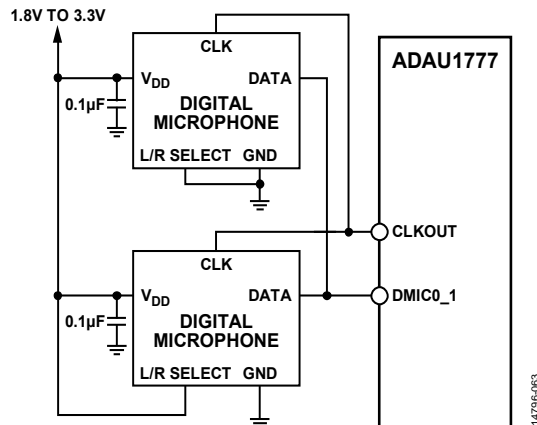 1.8V TO 3.3V
CLK
ADAU1777
VDD
DATA
0.1µF
DIGITAL
MICROPHONE
L/R SELECT GND
CLKOUT
CLK
VDD
DATA
DMIC0_1
0.1µF
DIGITAL
MICROPHONE
L/R SELECT GND
14796-063